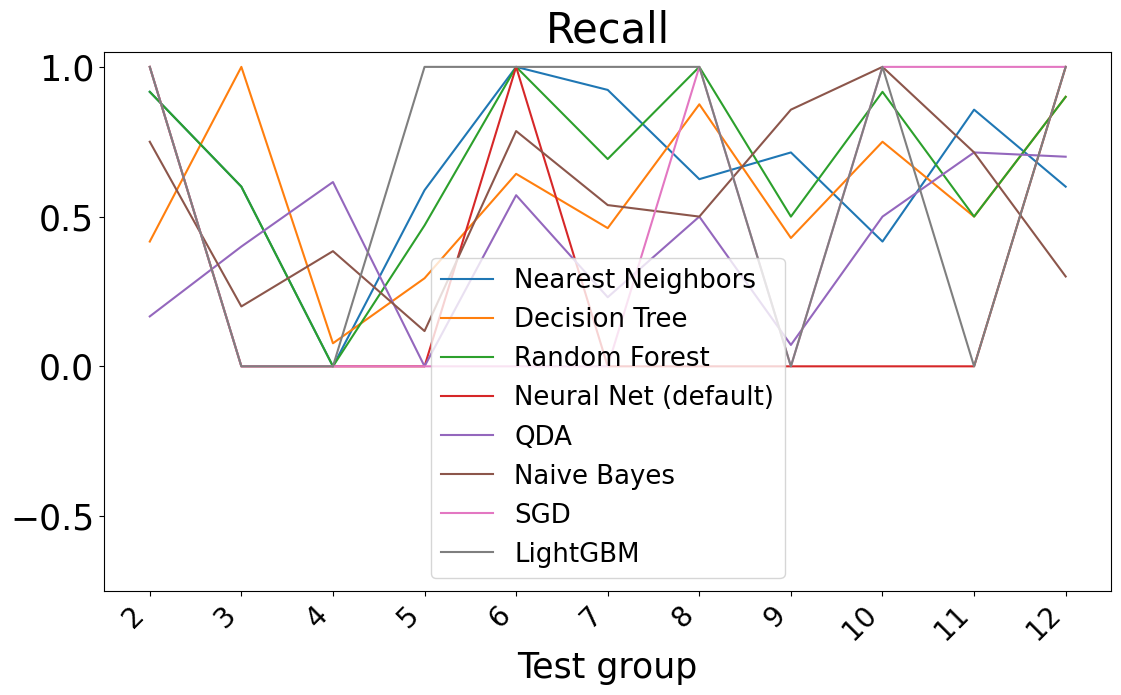 Recall
1.0
0.5
0.0
−0.5
Nearest Neighbors
Decision Tree
Random Forest
Neural Net (default)
QDA
Naive Bayes
SGD
LightGBM
2 3 4 5 6 7 8 9 10 11 12
Test group